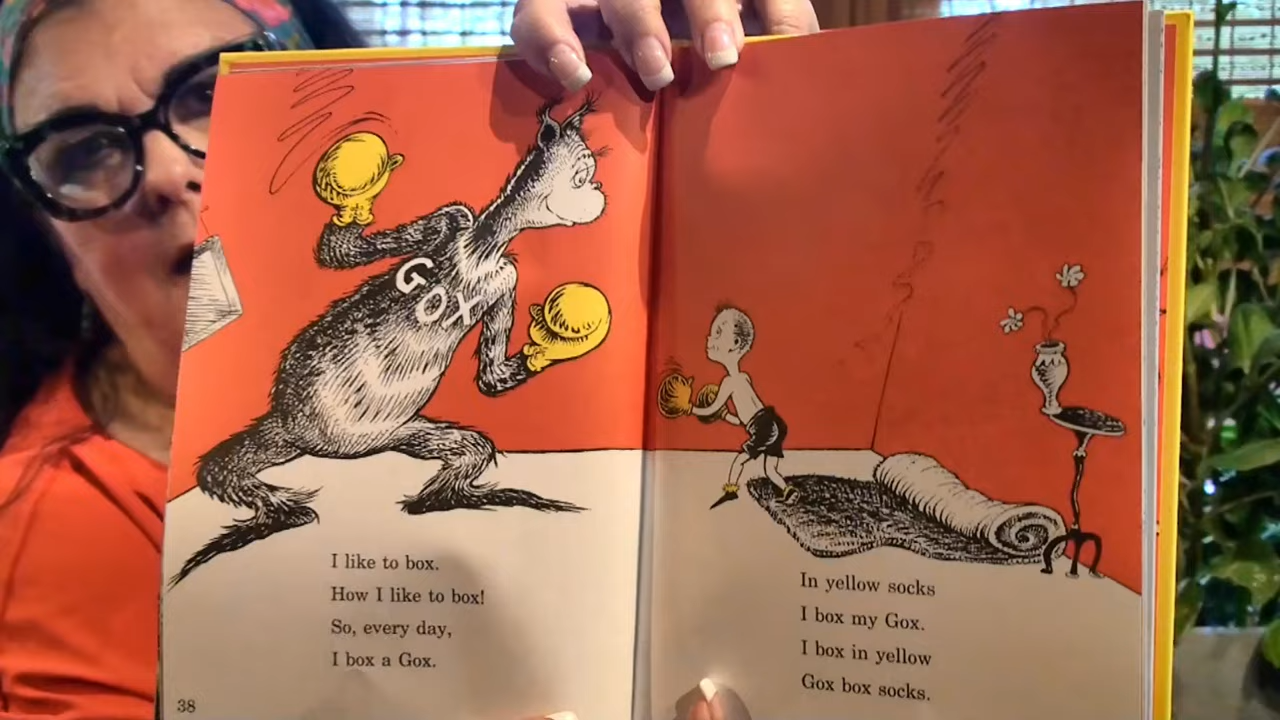 GOX
I like to box.
How I like to box!
So, every day,
I box a Gox.
38
In yellow socks
I box my Gox.
I box in yellow
Gox box socks.